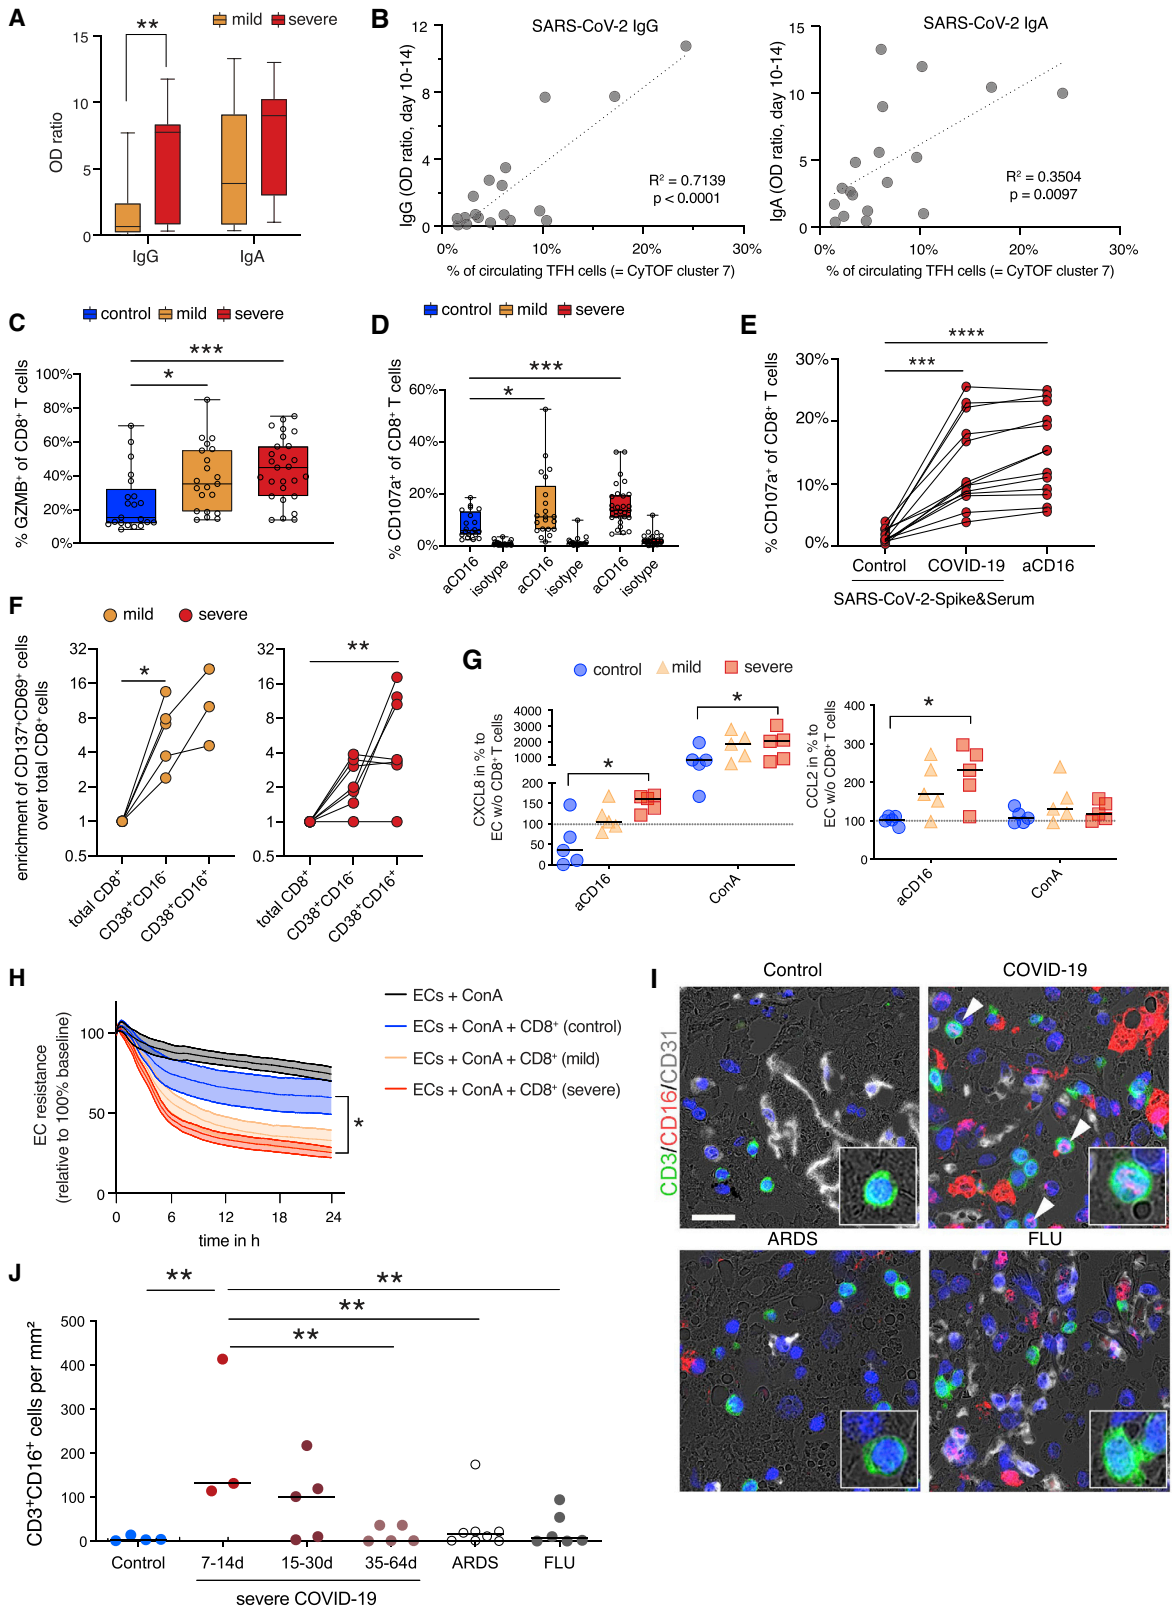 A
mild severe
**
15
10
5
0
OD ratio
IgG IgA
B
SARS-CoV-2 IgG
12
8
4
0
IgG (OD ratio, day 10-14)
R² = 0.7139
p < 0.0001
0% 10% 20% 30%
% of circulating TFH cells (= CyTOF cluster 7)
SARS-CoV-2 IgA
15
10
5
0
IgA (OD ratio, day 10-14)
R² = 0.3504
p = 0.0097
0% 10% 20% 30%
% of circulating TFH cells (= CyTOF cluster 7)
C
control mild severe
***
*
100%
80%
60%
40%
20%
0%
% GZMB⁺ of CD8⁺ T cells
D
control mild severe
***
*
60%
40%
20%
0%
% CD107a⁺ of CD8⁺ T cells
aCD16 isotype aCD16 isotype aCD16 isotype
E
****
***
30%
20%
10%
0%
% CD107a⁺ of CD8⁺ T cells
Control COVID-19 aCD16
SARS-CoV-2-Spike&Serum
F
mild severe
enrichment of CD137⁺CD69⁺ cells
over total CD8⁺ cells
32
16
8
4
2
1
0.5
*
total CD8⁺ CD38⁺CD16⁻ CD38⁺CD16⁺
32
16
8
4
2
1
0.5
**
total CD8⁺ CD38⁺CD16⁻ CD38⁺CD16⁺
G
control mild severe
CXCL8 in % to
EC w/o CD8⁺ T cells
4000
3000
2000
1000
200
150
100
50
0
*
*
aCD16 ConA
CCL2 in % to
EC w/o CD8⁺ T cells
400
300
200
100
0
*
aCD16 ConA
H
EC resistance
(relative to 100% baseline)
100
50
0
0 6 12 18 24
time in h
*
ECs + ConA
ECs + ConA + CD8⁺ (control)
ECs + ConA + CD8⁺ (mild)
ECs + ConA + CD8⁺ (severe)
I
Control COVID-19
CD3/CD16/CD31
ARDS FLU
J
** **
**
**
500
400
300
200
100
0
CD3⁺CD16⁺ cells per mm²
Control 7-14d 15-30d 35-64d ARDS FLU
severe COVID-19